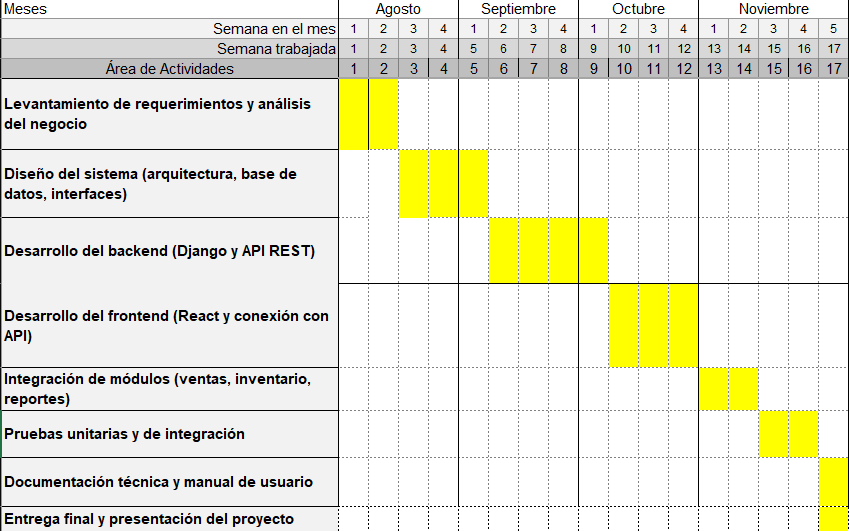 Meses Agosto Septiembre Octubre Noviembre
Semana en el mes 1 2 3 4 1 2 3 4 1 2 3 4 1 2 3 4 5
Semana trabajada 1 2 3 4 5 6 7 8 9 10 11 12 13 14 15 16 17
Área de Actividades 1 2 3 4 5 6 7 8 9 10 11 12 13 14 15 16 17
Levantamiento de requerimientos y análisis
del negocio
Diseño del sistema (arquitectura, base de
datos, interfaces)
Desarrollo del backend (Django y API REST)
Desarrollo del frontend (React y conexión con
API)
Integración de módulos (ventas, inventario,
reportes)
Pruebas unitarias y de integración
Documentación técnica y manual de usuario
Entrega final y presentación del proyecto